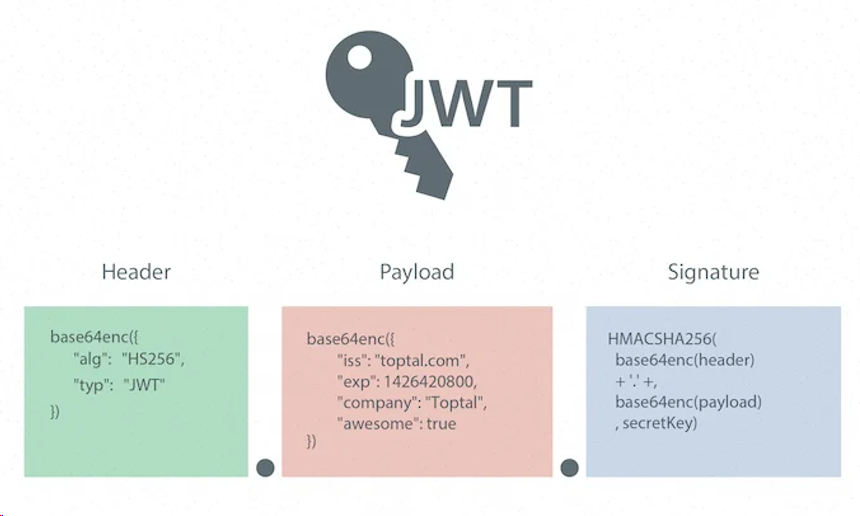 JWT
Header
Payload
Signature
base64enc({
"alg": "HS256",
"typ": "JWT"
})
base64enc({
"iss": "toptal.com",
"exp": 1426420800,
"company": "Toptal",
"awesome": true
})
HMACSHA256(
base64enc(header)
+ '.' +,
base64enc(payload)
, secretKey)